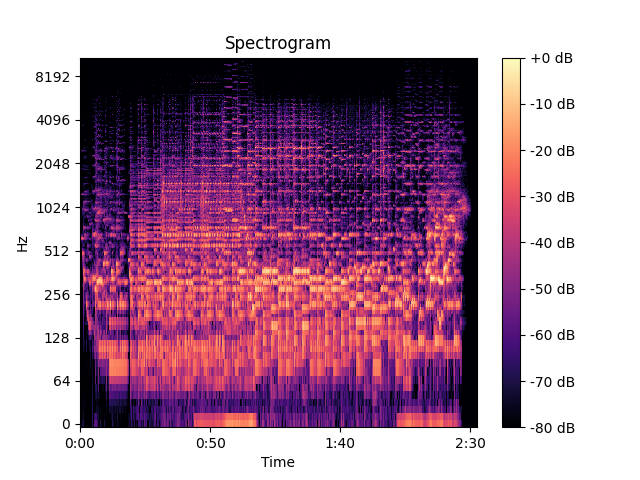 Spectrogram
8192
4096
2048
1024
512
256
128
64
0
Hz
0:00
0:50
1:40
2:30
Time
+0 dB
-10 dB
-20 dB
-30 dB
-40 dB
-50 dB
-60 dB
-70 dB
-80 dB